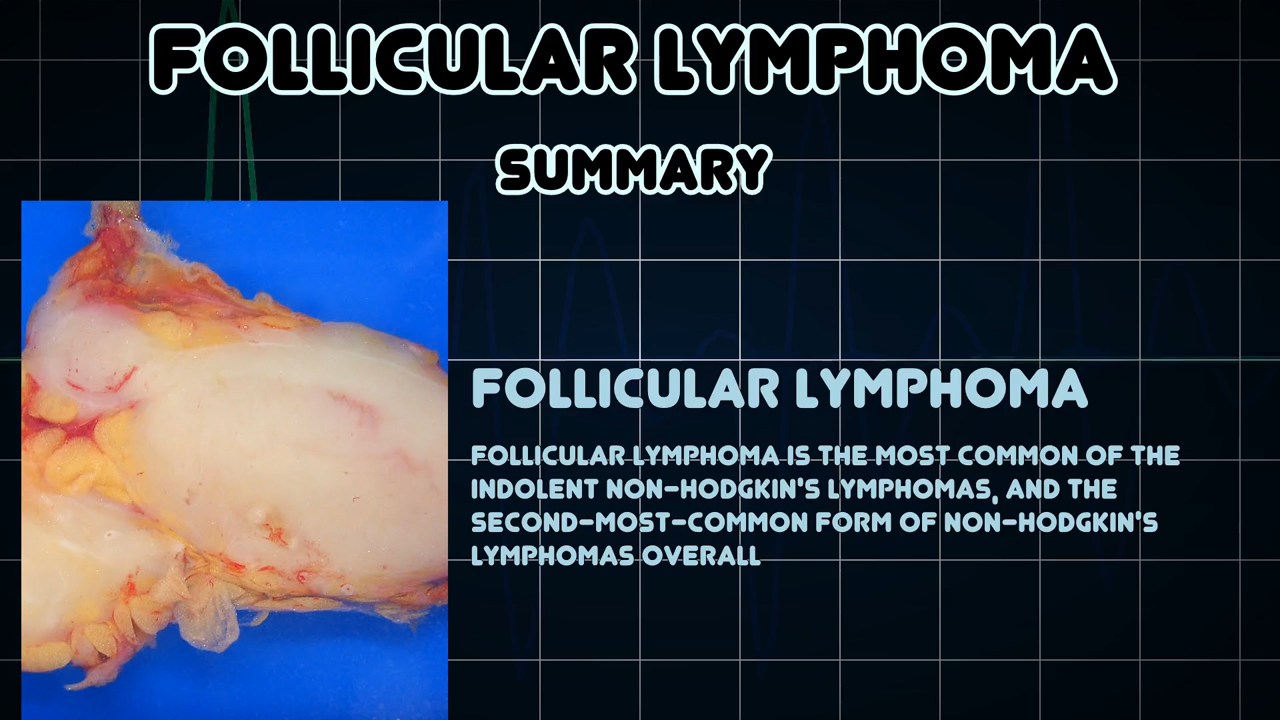 FOLLICULAR LYMPHOMA
SUMMARY
FOLLICULAR LYMPHOMA
FOLLICULAR LYMPHOMA IS THE MOST COMMON OF THE
INDOLENT NON-HODGKIN'S LYMPHOMAS, AND THE
SECOND-MOST-COMMON FORM OF NON-HODGKIN'S
LYMPHOMAS OVERALL